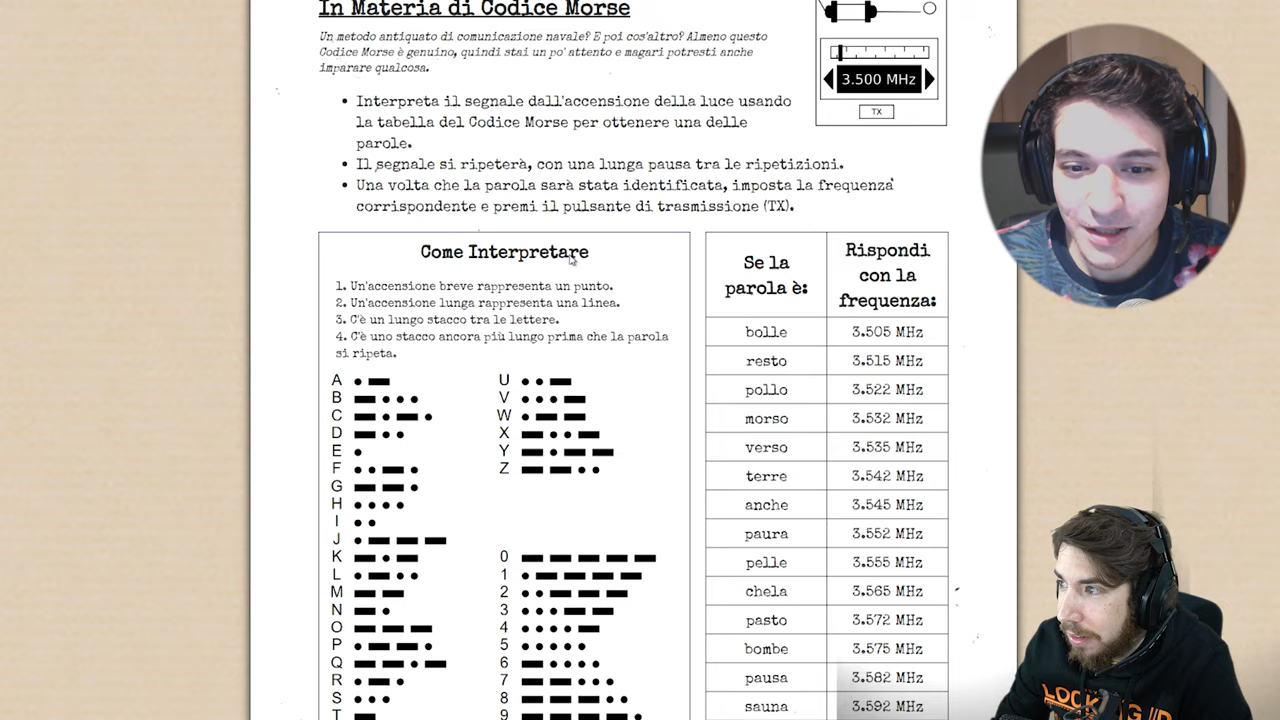 In Materia di Codice Morse
Un metodo antiquato di comunicazione navale? E poi cos'altro? Almeno questo
Codice Morse è genuino, quindi stai un po' attento e magari potresti anche
imparare qualcosa.
3.500 MHz
TX
• Interpreta il segnale dall'accensione della luce usando
la tabella del Codice Morse per ottenere una delle
parole.
• Il segnale si ripeterà, con una lunga pausa tra le ripetizioni.
• Una volta che la parola sarà stata identificata, imposta la frequenza
corrispondente e premi il pulsante di trasmissione (TX).
Come Interpretare
1. Un'accensione breve rappresenta un punto.
2. Un'accensione lunga rappresenta una linea.
3. C'è un lungo stacco tra le lettere.
4. C'è uno stacco ancora più lungo prima che la parola
si ripeta.
A
B
C
D
E
F
G
H
I
J
K
L
M
N
O
P
Q
R
S
T
U
V
W
X
Y
Z
0
1
2
3
4
5
6
7
8
9
Se la parola è: Rispondi con la frequenza:
bolle 3.505 MHz
resto 3.515 MHz
pollo 3.522 MHz
morso 3.532 MHz
verso 3.535 MHz
terre 3.542 MHz
anche 3.545 MHz
paura 3.552 MHz
pelle 3.555 MHz
chela 3.565 MHz
pasto 3.572 MHz
bombe 3.575 MHz
pausa 3.582 MHz
sauna 3.592 MHz